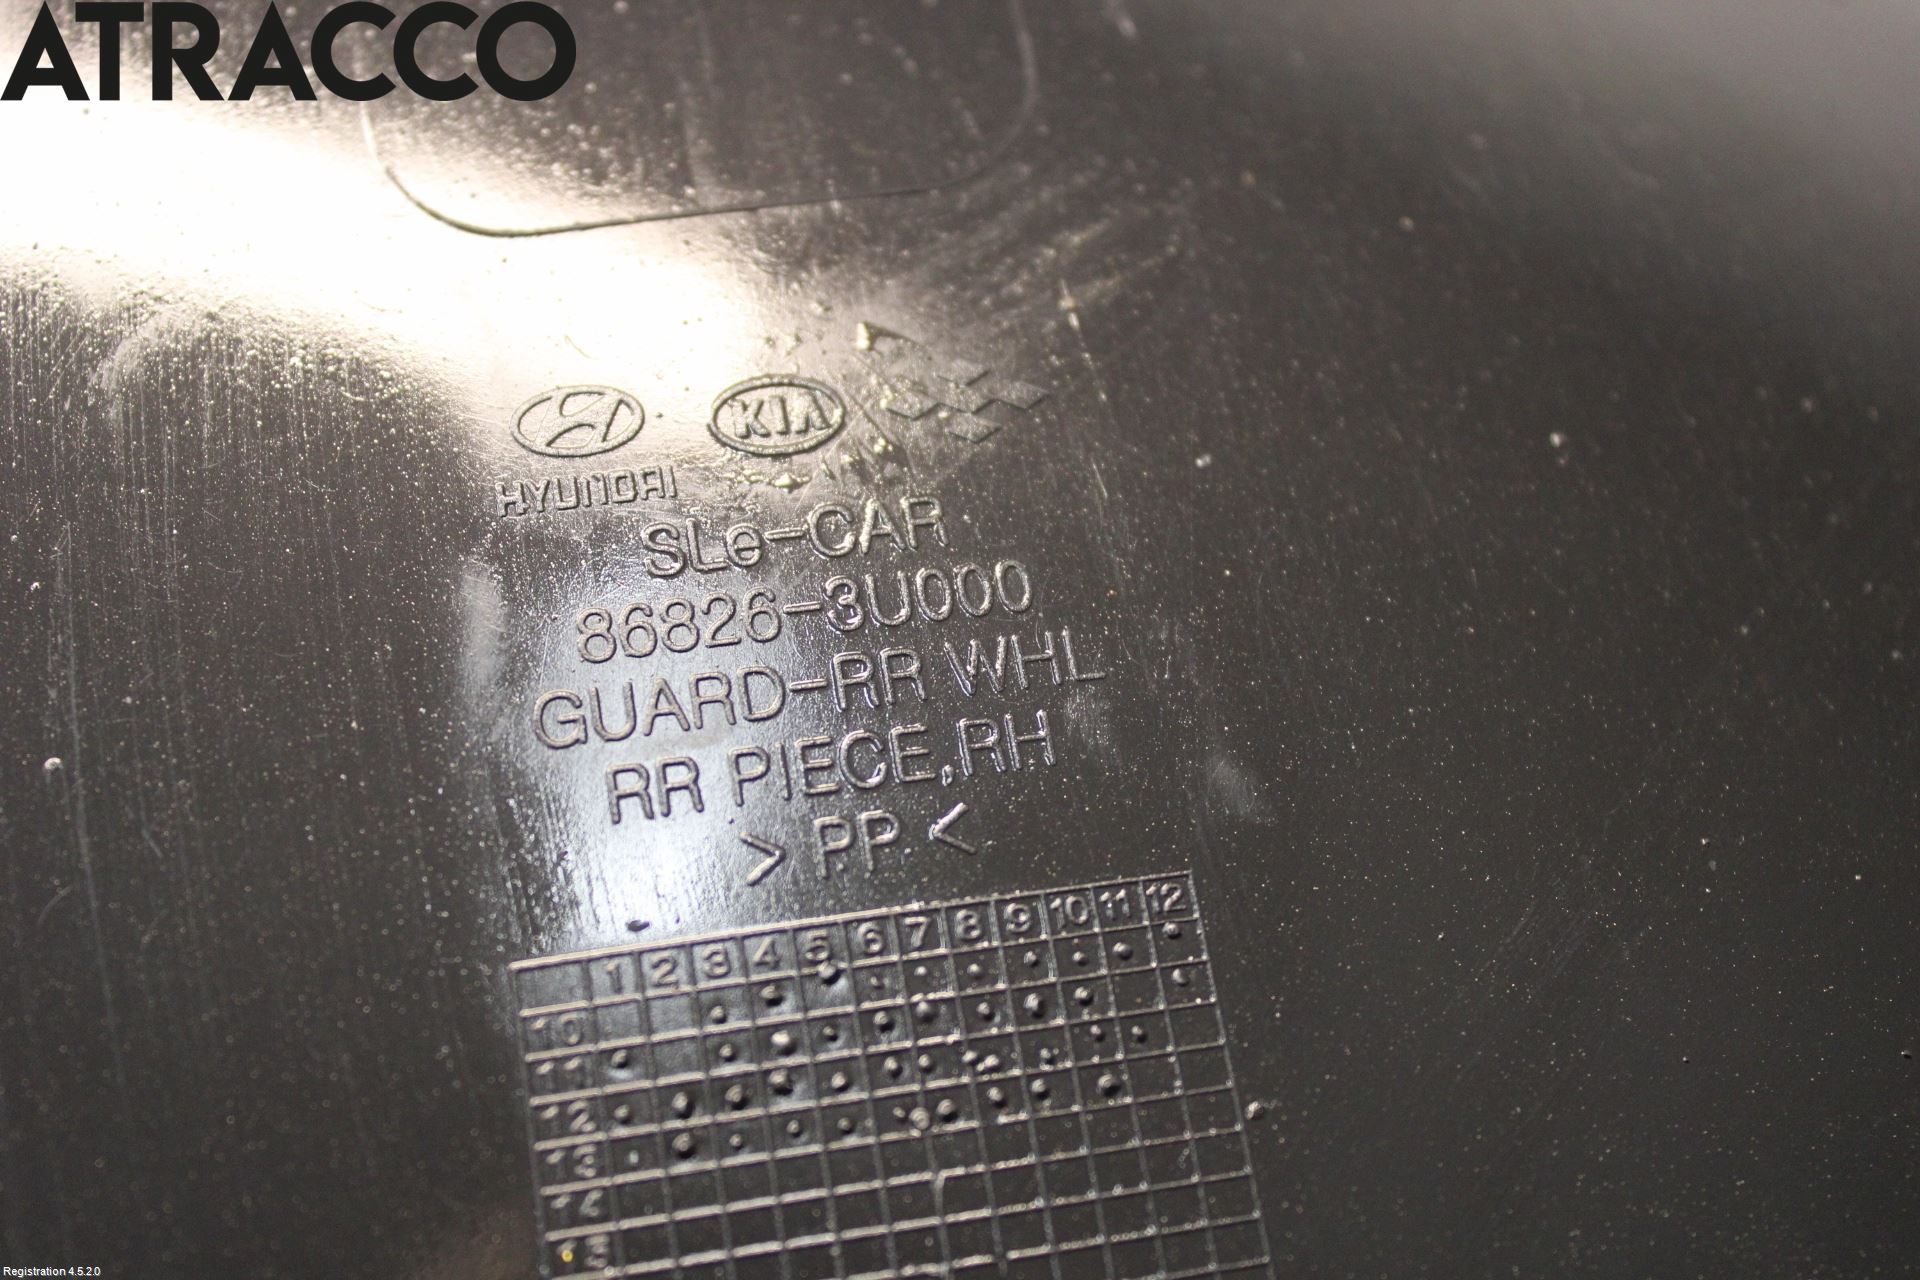 ATRACCO
KIA
HYUNDAI
SLe-CAR
86826-3U000
GUARD-RR WHL
RR PIECE,RH
> PP <
1 2 3 4 5 6 7 8 9 10 11 12
10
11
12
13
14
15
Registration 4.5.2.0